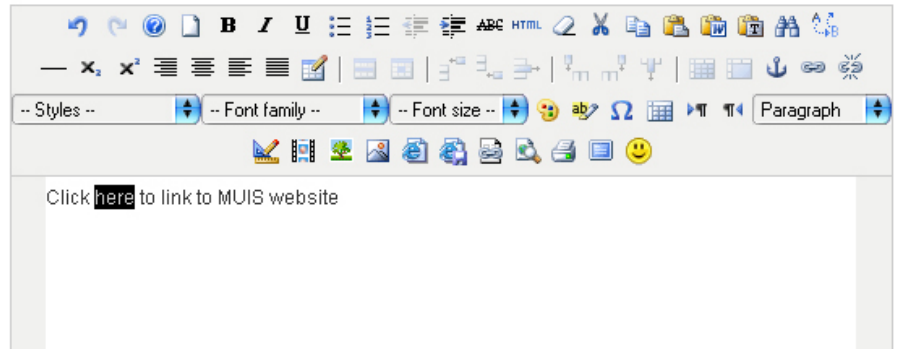 B I U ABC HTML
-- Styles -- -- Font family -- -- Font size -- Paragraph
Click here to link to MUIS website